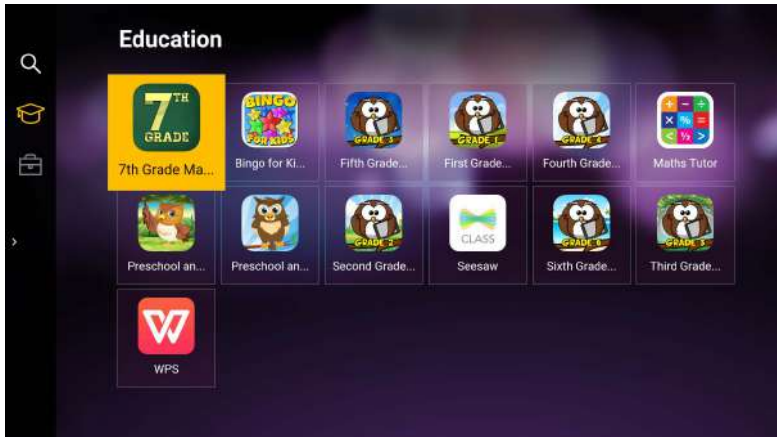 Education
7TH
GRADE
7th Grade Ma...
BINGO
FOR KIDS
Bingo for Ki...
Fifth Grade...
GRADE 1
First Grade...
GRADE 4
Fourth Grade...
+ - ÷
× % =
< ½ >
Maths Tutor
Preschool an...
Preschool an...
GRADE 2
Second Grade...
CLASS
Seesaw
GRADE 6
Sixth Grade...
GRADE 3
Third Grade...
WPS